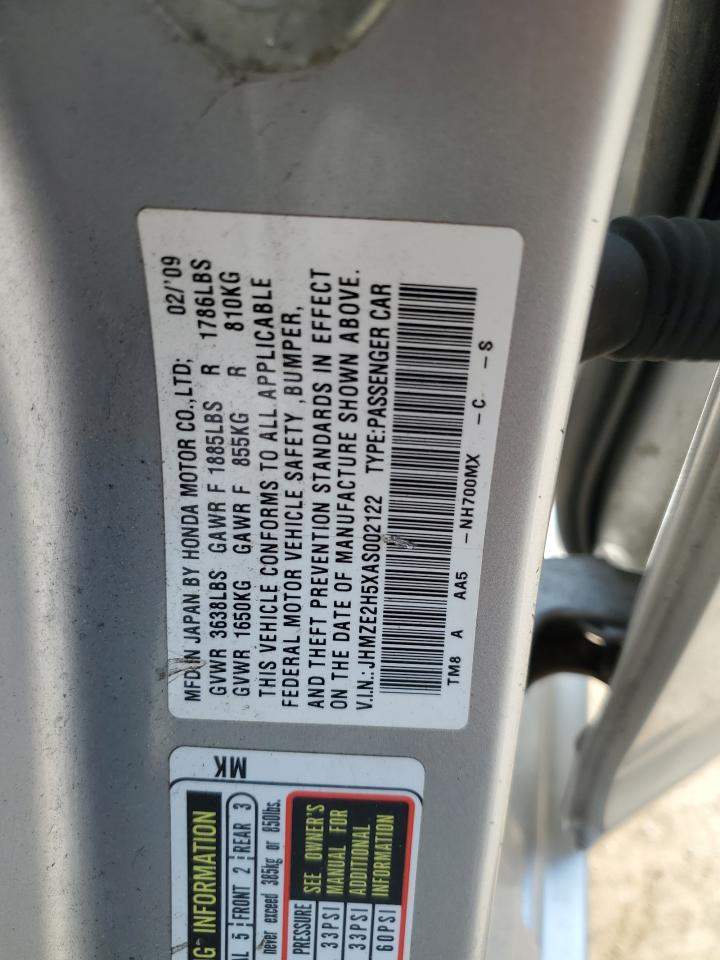 MFD IN JAPAN BY HONDA MOTOR CO.,LTD; 02/'09
GVWR 3638LBS GAWR F 1885LBS R 1786LBS
GVWR 1650KG GAWR F 855KG R 810KG
THIS VEHICLE CONFORMS TO ALL APPLICABLE
FEDERAL MOTOR VEHICLE SAFETY ,BUMPER,
AND THEFT PREVENTION STANDARDS IN EFFECT
ON THE DATE OF MANUFACTURE SHOWN ABOVE.
V.I.N.:JHMZE2H5XAS002122 TYPE:PASSENGER CAR
TM8 A AA5 -NH700MX -C -S
MK
INFORMATION
5 FRONT 2 REAR 3
never exceed 385kg or 850lbs.
PRESSURE
33PSI
33PSI
60PSI
SEE OWNER'S
MANUAL FOR
ADDITIONAL
INFORMATION